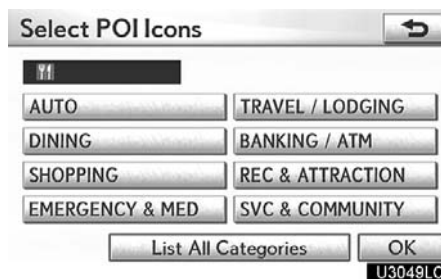 Select POI Icons
AUTO
TRAVEL / LODGING
DINING
BANKING / ATM
SHOPPING
REC & ATTRACTION
EMERGENCY & MED
SVC & COMMUNITY
List All Categories
OK
U3049LC